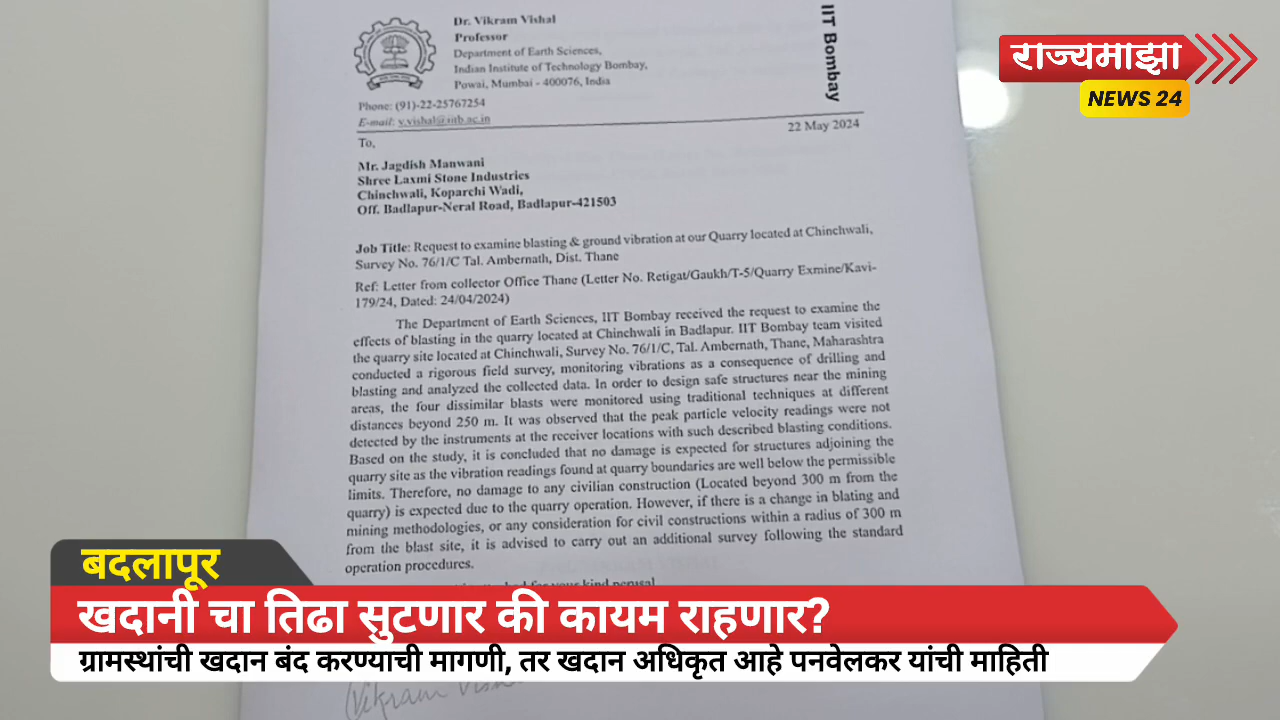 Dr. Vikram Vishal
Professor
Department of Earth Sciences,
Indian Institute of Technology Bombay,
Powai, Mumbai - 400076, India
IIT Bombay
Phone: (91)-22-25767254
E-mail: v.vishal@iitb.ac.in
22 May 2024
To,
Mr. Jagdish Manwani
Shree Laxmi Stone Industries
Chinchwali, Koparchi Wadi,
Off. Badlapur-Neral Road, Badlapur-421503
Job Title: Request to examine blasting & ground vibration at our Quarry located at Chinchwali,
Survey No. 76/1/C Tal. Ambernath, Dist. Thane
Ref: Letter from collector Office Thane (Letter No. Retigat/Gaukh/T-5/Quarry Exmine/Kavi-
179/24, Dated: 24/04/2024)
The Department of Earth Sciences, IIT Bombay received the request to examine the
effects of blasting in the quarry located at Chinchwali in Badlapur. IIT Bombay team visited
the quarry site located at Chinchwali, Survey No. 76/1/C, Tal. Ambernath, Thane, Maharashtra
conducted a rigorous field survey, monitoring vibrations as a consequence of drilling and
blasting and analyzed the collected data. In order to design safe structures near the mining
areas, the four dissimilar blasts were monitored using traditional techniques at different
distances beyond 250 m. It was observed that the peak particle velocity readings were not
detected by the instruments at the receiver locations with such described blasting conditions.
Based on the study, it is concluded that no damage is expected for structures adjoining the
quarry site as the vibration readings found at quarry boundaries are well below the permissible
limits. Therefore, no damage to any civilian construction (Located beyond 300 m from the
quarry) is expected due to the quarry operation. However, if there is a change in blating and
mining methodologies, or any consideration for civil constructions within a radius of 300 m
from the blast site, it is advised to carry out an additional survey following the standard
operation procedures.
for your kind perusal
Vikram
राज्यमाझा
NEWS 24
बदलापूर
खदानी चा तिढा सुटणार की कायम राहणार?
ग्रामस्थांची खदान बंद करण्याची मागणी, तर खदान अधिकृत आहे पनवेलकर यांची माहिती